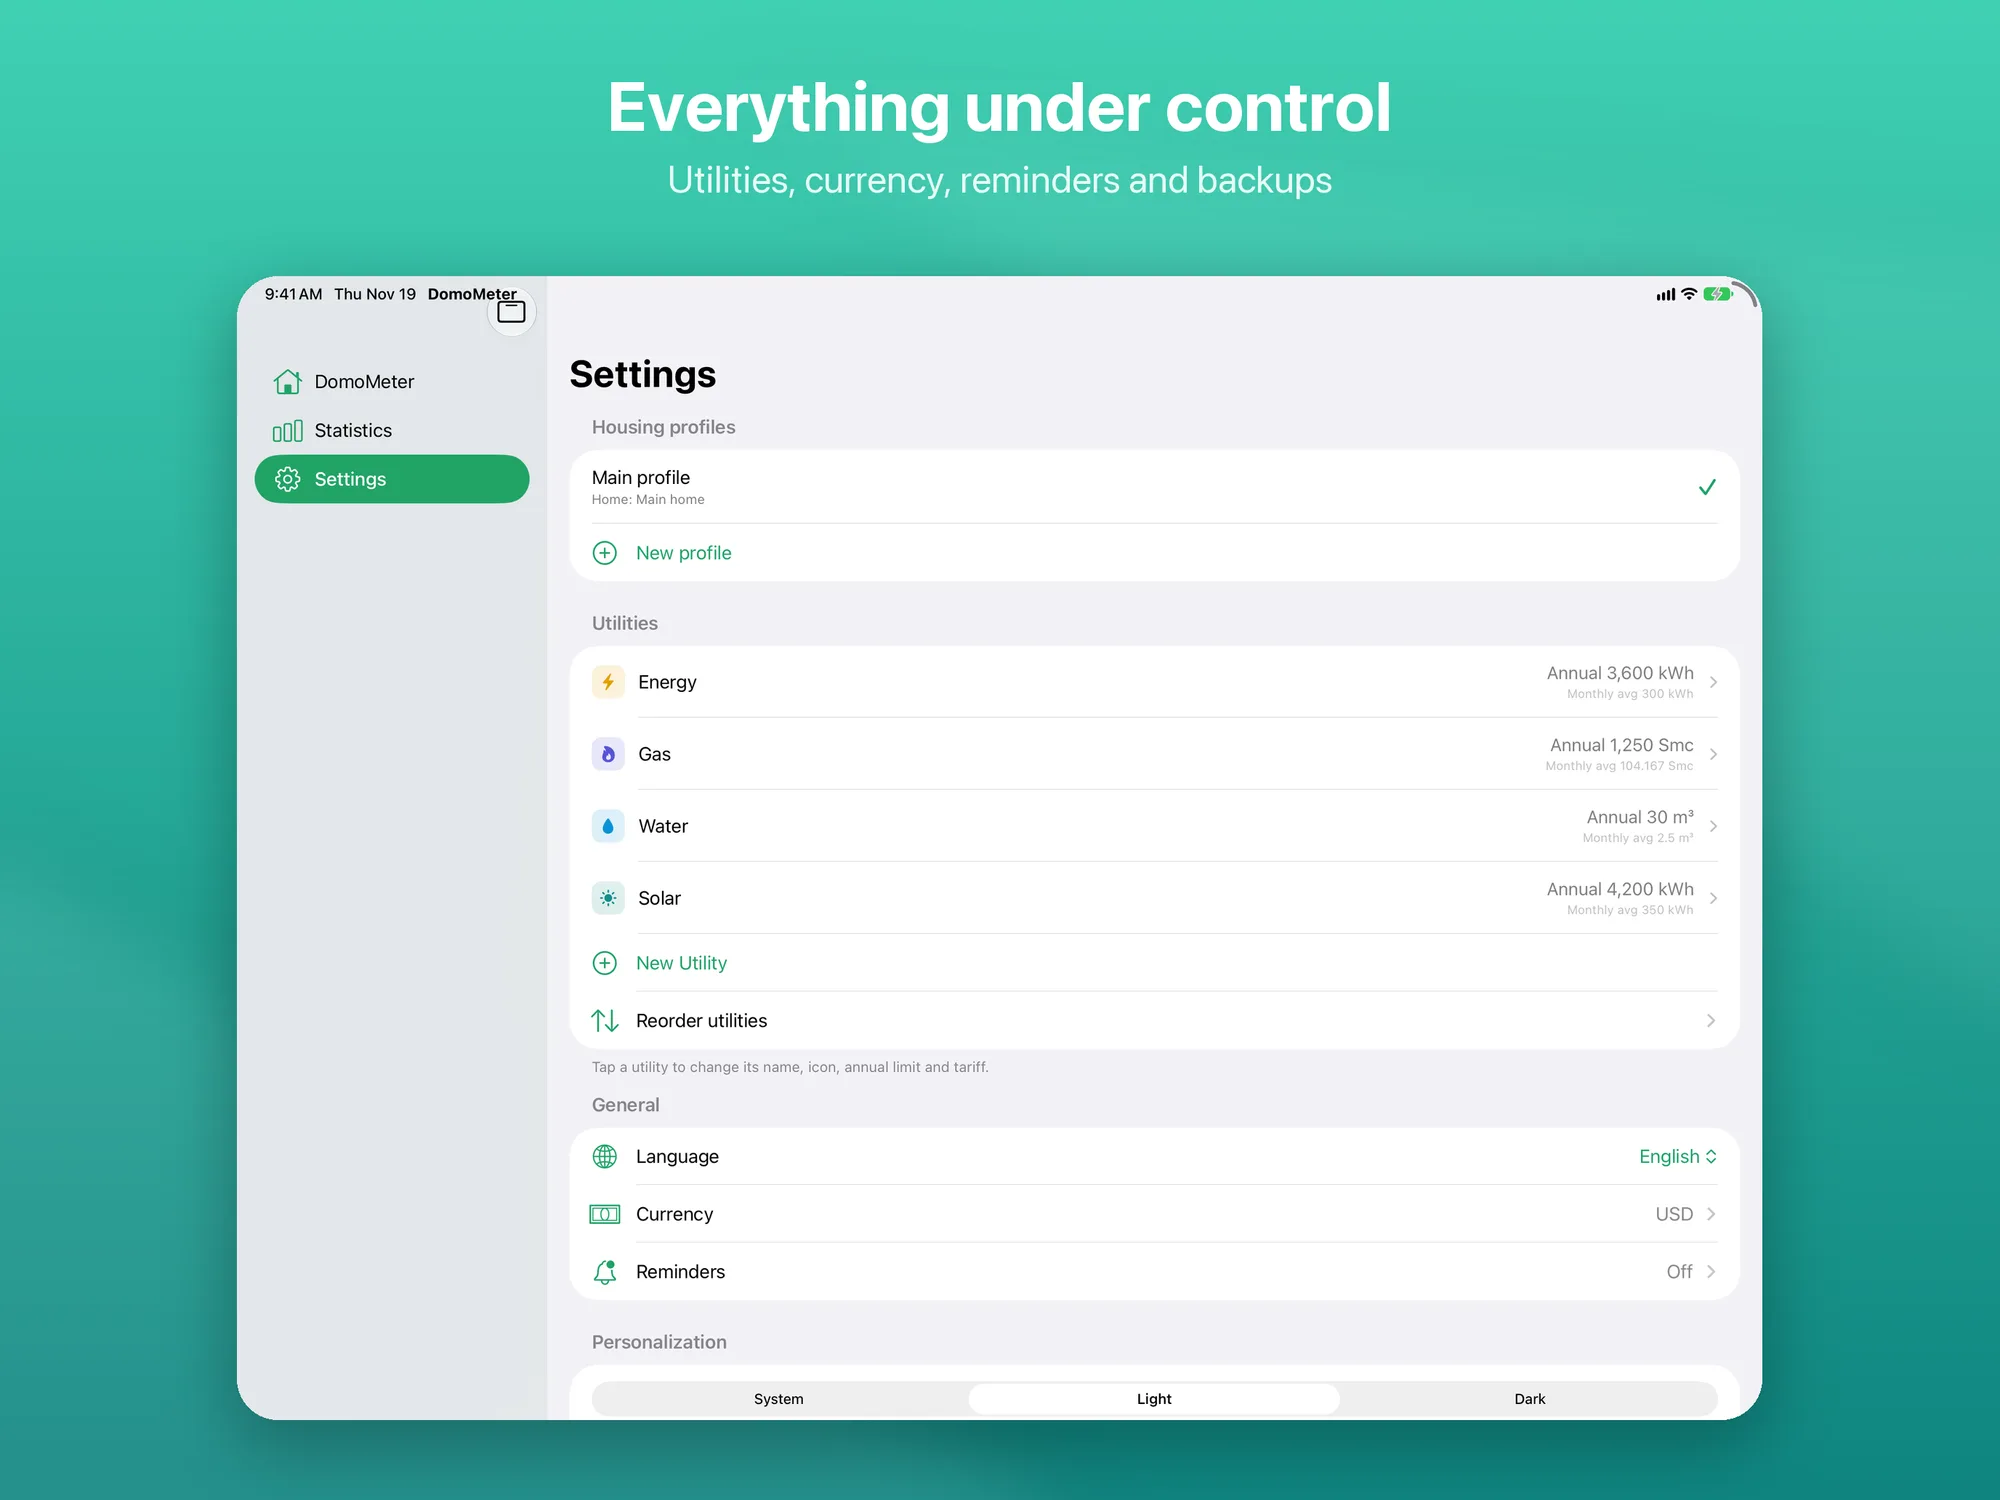 Everything under control
Utilities, currency, reminders and backups
9:41 AM Thu Nov 19 DomoMeter
DomoMeter
Statistics
Settings
Settings
Housing profiles
Main profile
Home: Main home
New profile
Utilities
Energy
Annual 3,600 kWh
Monthly avg 300 kWh
Gas
Annual 1,250 Smc
Monthly avg 104.167 Smc
Water
Annual 30 m³
Monthly avg 2.5 m³
Solar
Annual 4,200 kWh
Monthly avg 350 kWh
New Utility
Reorder utilities
Tap a utility to change its name, icon, annual limit and tariff.
General
Language English
Currency USD
Reminders Off
Personalization
System Light Dark